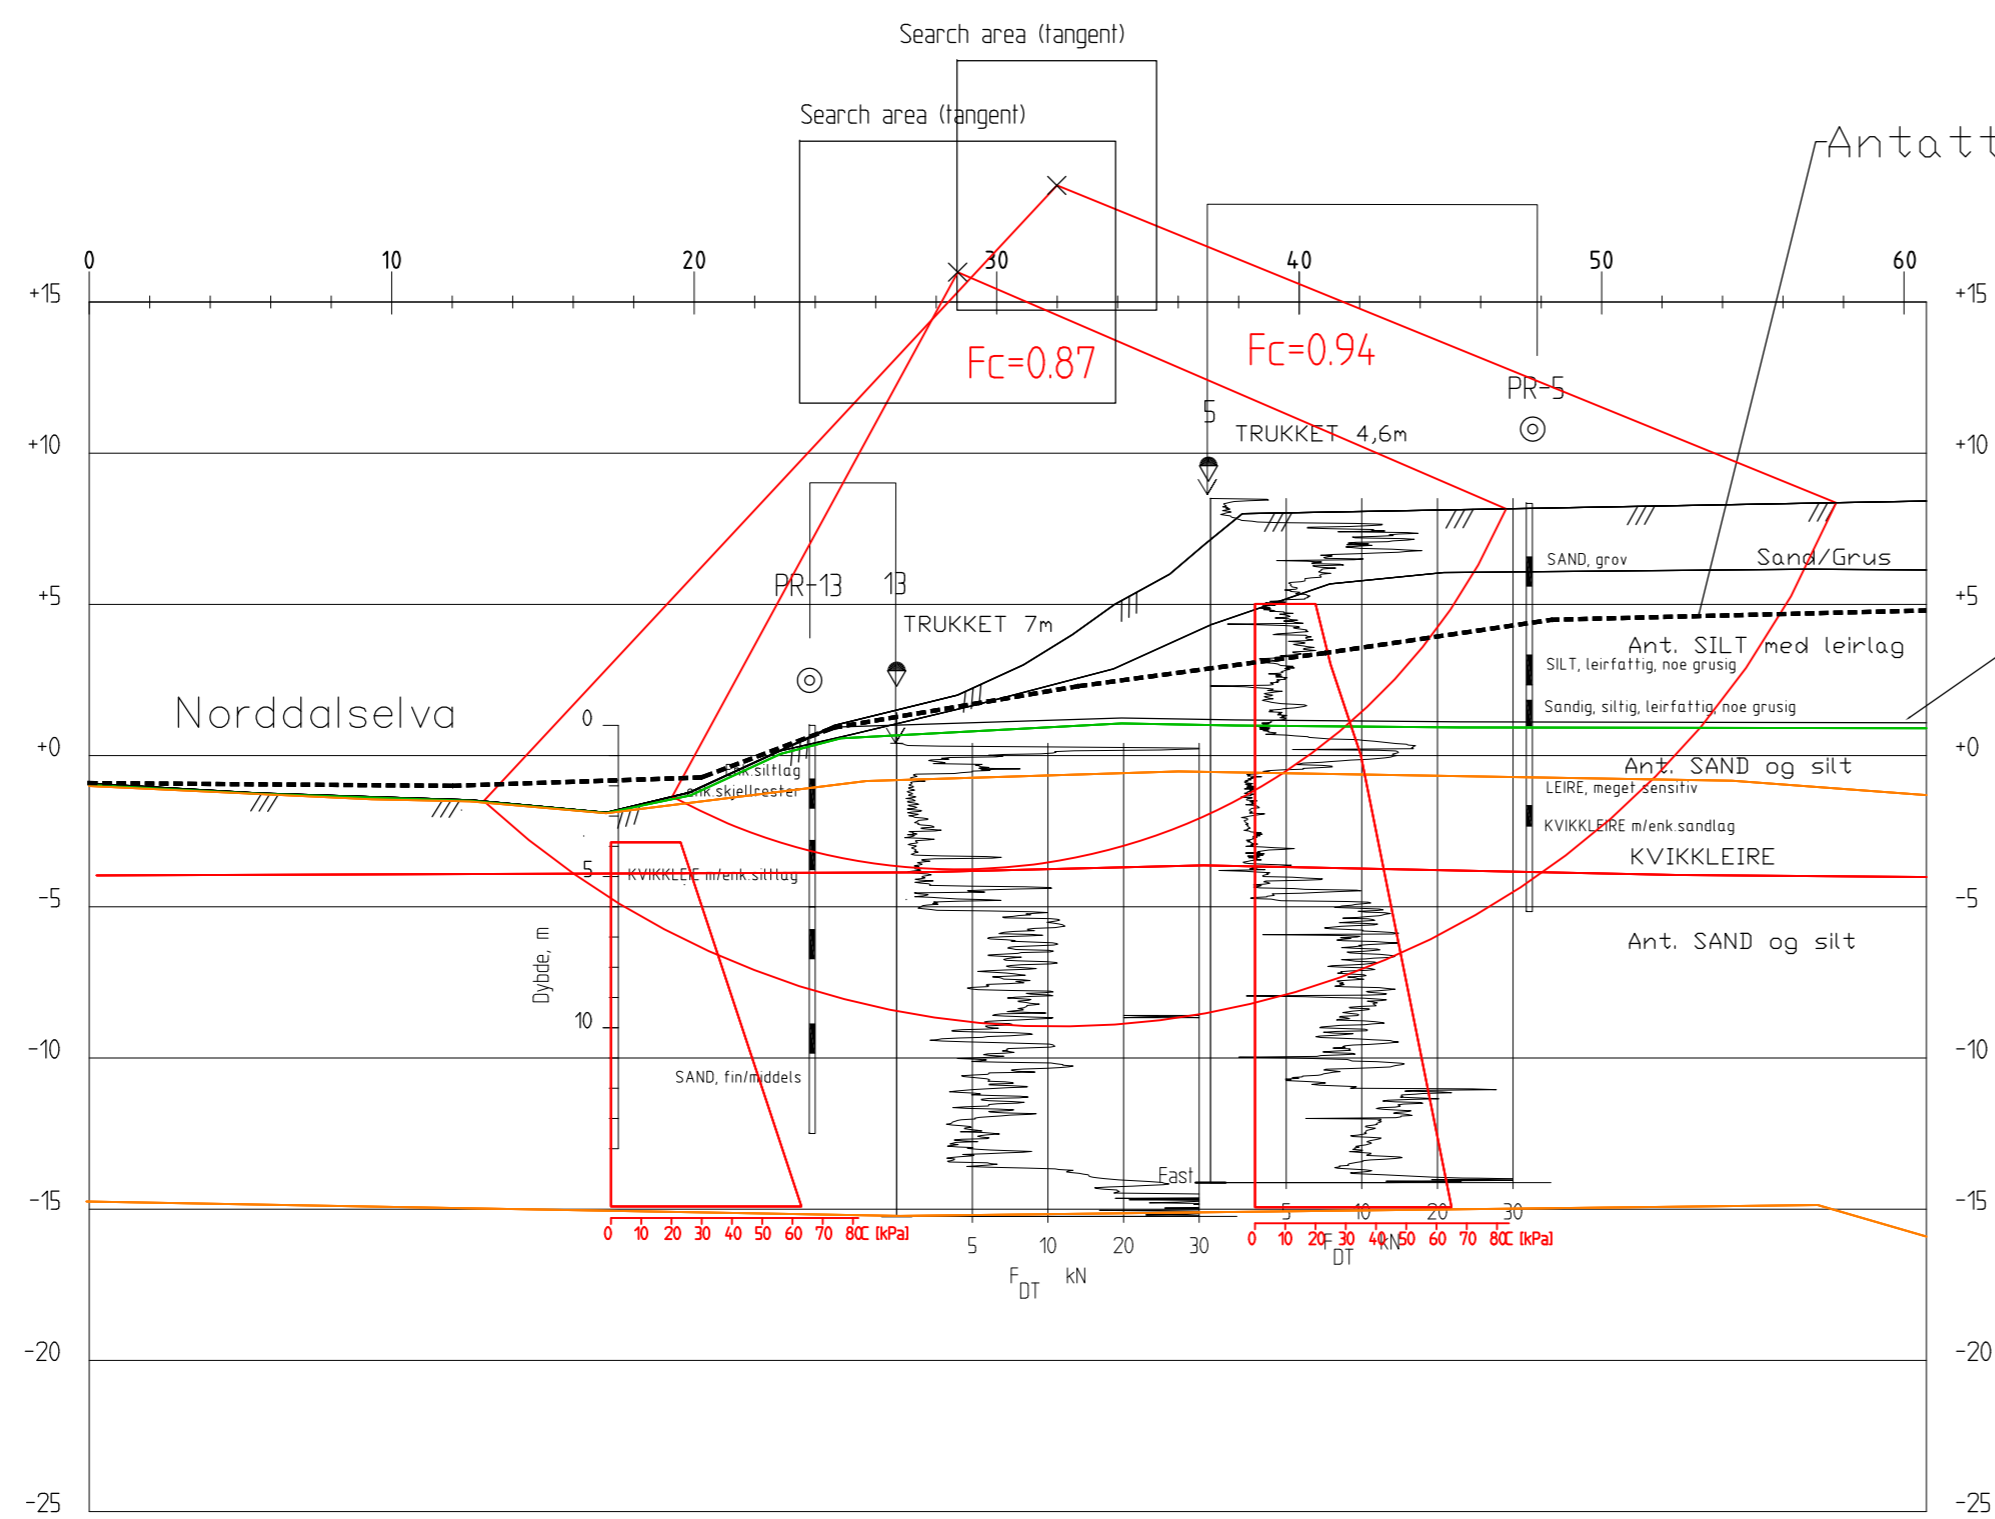 Search area (tangent)
Search area (tangent)
Antatt
0 10 20 30 40 50 60
+15 +15
Fc=0.87
Fc=0.94
PR-5
5
TRUKKET 4,6m
+10 +10
SAND, grov
Sand/Grus
PR-13 13
+5 +5
TRUKKET 7m
Ant. SILT med leirlag
SILT, leirfattig, noe grusig
Norddalselva
Sandig, siltig, leirfattig, noe grusig
0
+0 +0
enk.siltlag
Ant. SAND og silt
enk.skjellrester
LEIRE, meget sensitiv
KVIKKLEIRE m/enk.sandlag
KVIKKLEIRE
5
KVIKKLEIE m/enk.siltlag
-5 -5
Ant. SAND og silt
Dybde, m
10
-10 -10
SAND, fin/middels
Fast
-15 -15
5 10 20 30
0 10 20 30 40 50 60 70 80 C [kPa]
0 10 20 30 40 50 60 70 80 C [kPa]
5 10 20 30
FDT kN
FDT kN
-20 -20
-25 -25